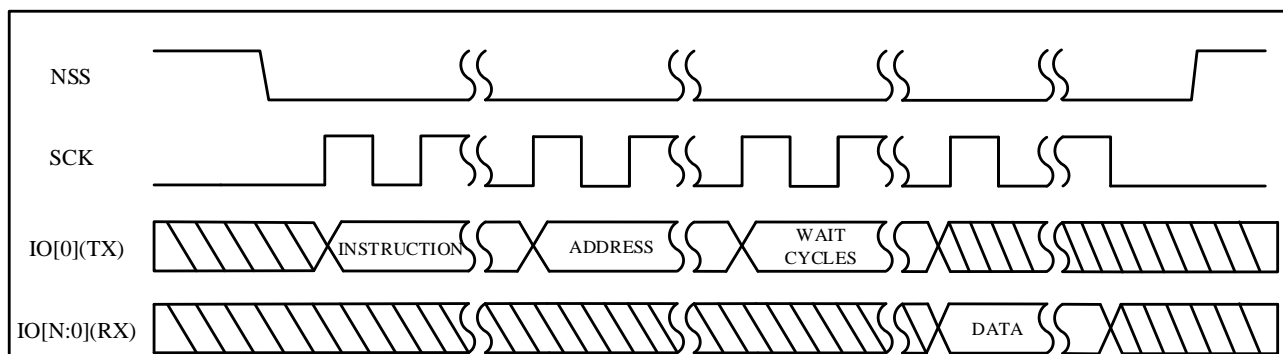 NSS
SCK
IO[0](TX)
INSTRUCTION
ADDRESS
WAIT
CYCLES
IO[N:0](RX)
DATA